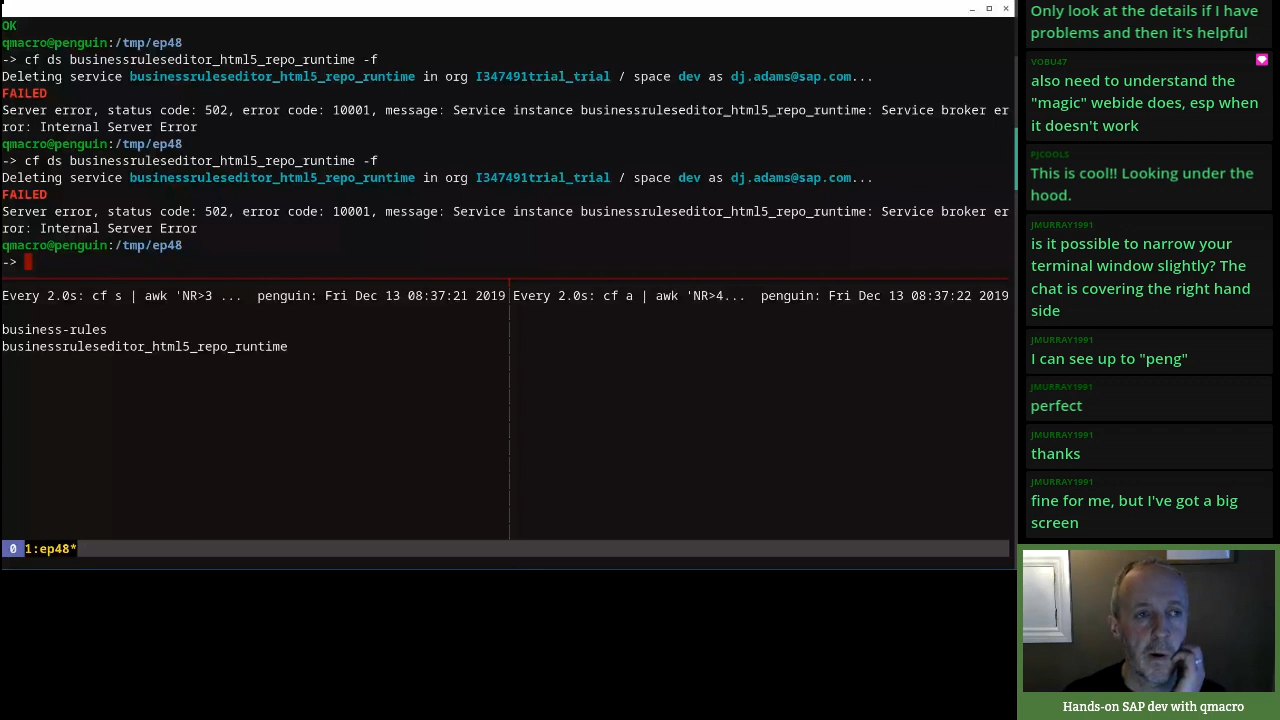 OK
qmacro@penguin:/tmp/ep48
-> cf ds businessruleseditor_html5_repo_runtime -f
Deleting service businessruleseditor_html5_repo_runtime in org I347491trial_trial / space dev as dj.adams@sap.com...
FAILED
Server error, status code: 502, error code: 10001, message: Service instance businessruleseditor_html5_repo_runtime: Service broker er
ror: Internal Server Error
qmacro@penguin:/tmp/ep48
-> cf ds businessruleseditor_html5_repo_runtime -f
Deleting service businessruleseditor_html5_repo_runtime in org I347491trial_trial / space dev as dj.adams@sap.com...
FAILED
Server error, status code: 502, error code: 10001, message: Service instance businessruleseditor_html5_repo_runtime: Service broker er
ror: Internal Server Error
qmacro@penguin:/tmp/ep48
->
Every 2.0s: cf s | awk 'NR>3 ... penguin: Fri Dec 13 08:37:21 2019
business-rules
businessruleseditor_html5_repo_runtime
Every 2.0s: cf a | awk 'NR>4... penguin: Fri Dec 13 08:37:22 2019
0 1:ep48*
Only look at the details if I have
problems and then it's helpful
VOBU47
also need to understand the
"magic" webide does, esp when
it doesn't work
PJCOOLS
This is cool!! Looking under the
hood.
JMURRAY1991
is it possible to narrow your
terminal window slightly? The
chat is covering the right hand
side
JMURRAY1991
I can see up to "peng"
JMURRAY1991
perfect
JMURRAY1991
thanks
JMURRAY1991
fine for me, but I've got a big
screen
Hands-on SAP dev with qmacro